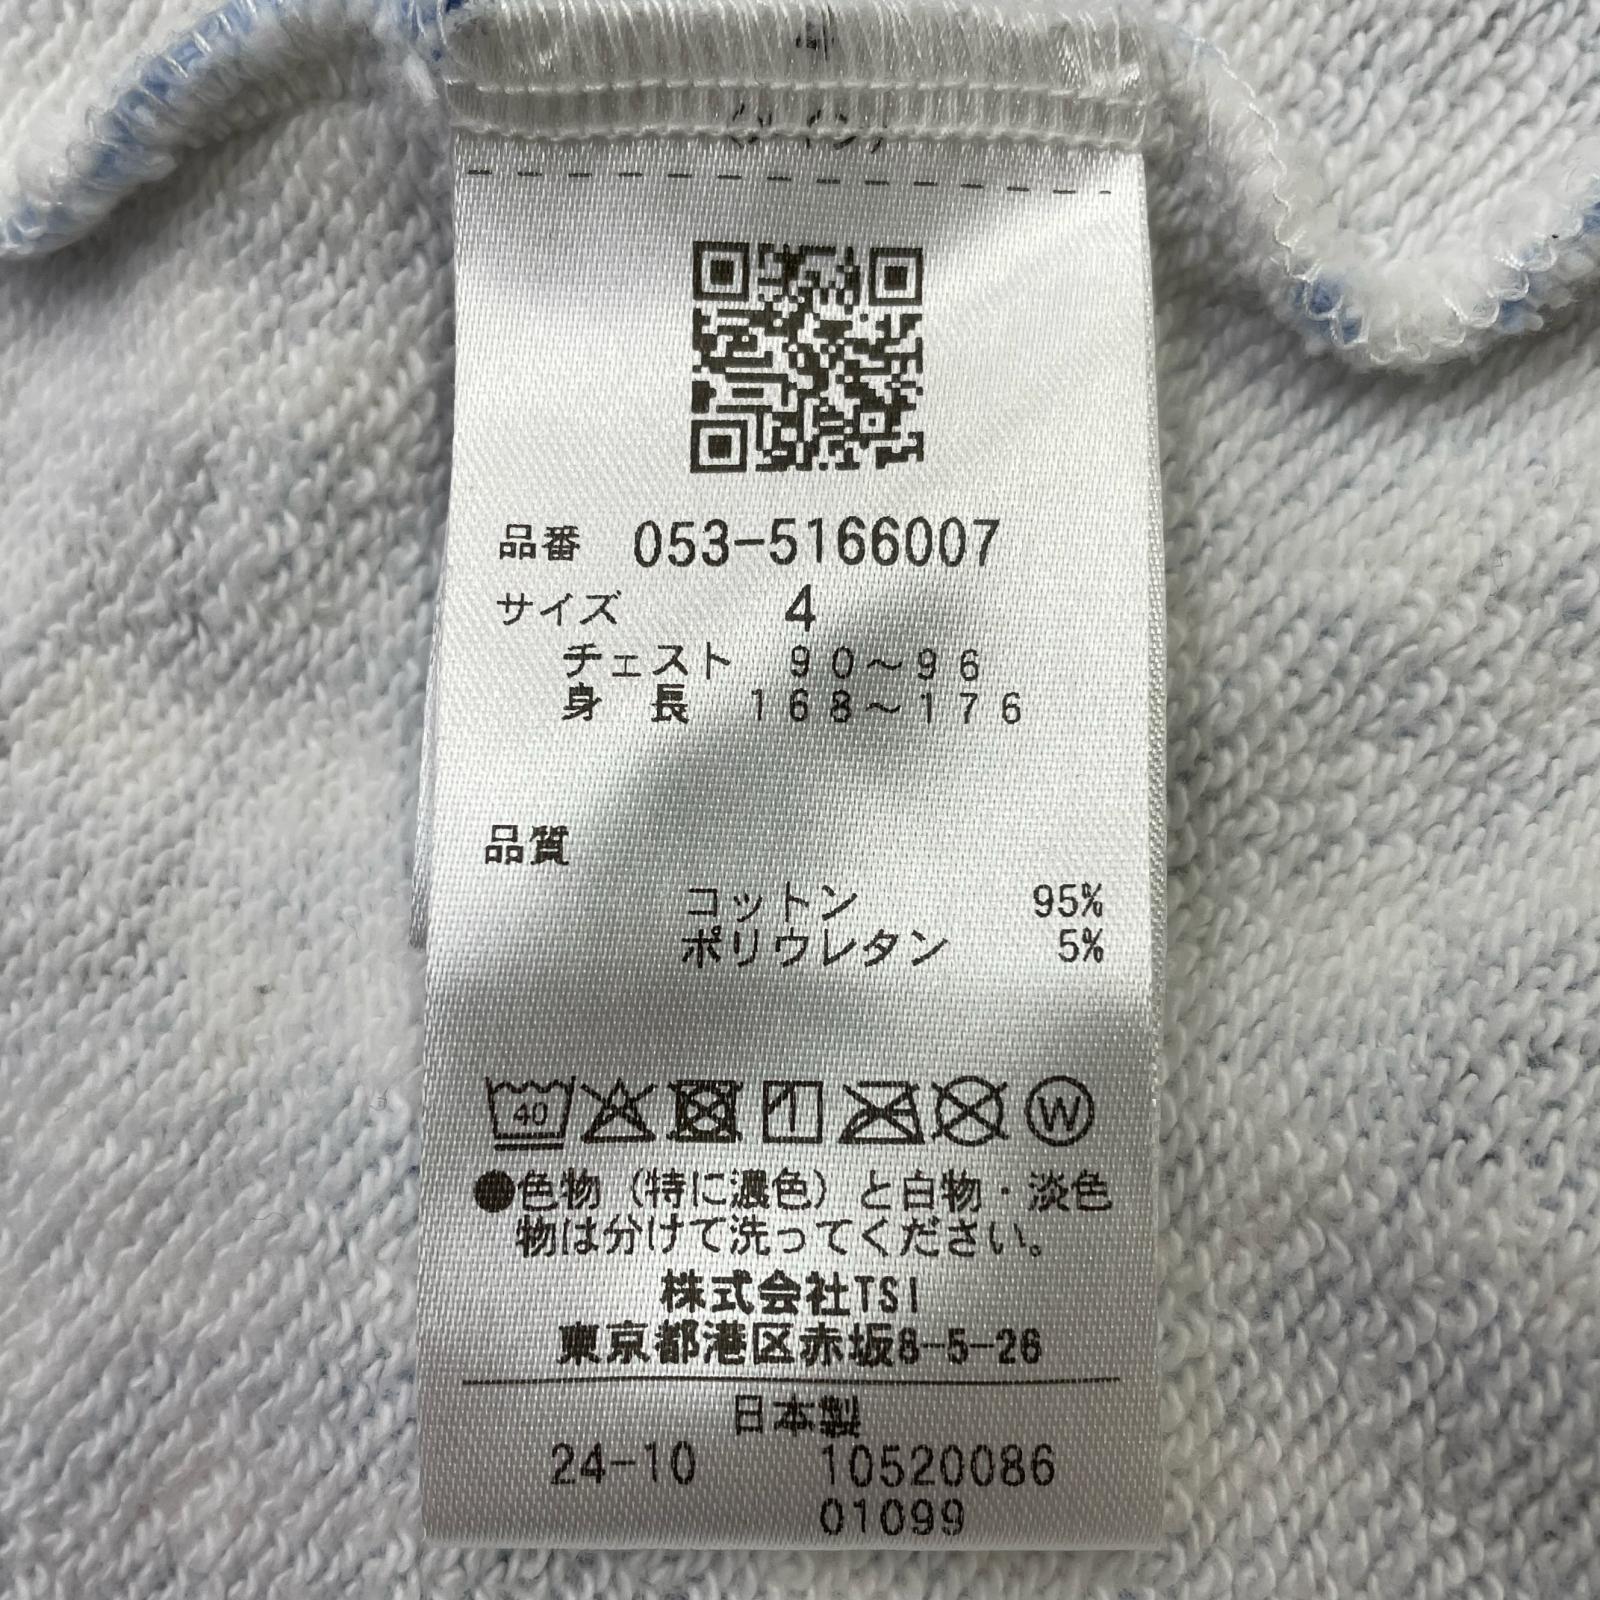 品番 053-5166007
サイズ 4
チェスト 90~96
身長 168~176
品質
コットン 95%
ポリウレタン 5%
40
W
●色物（特に濃色）と白物・淡色
物は分けて洗ってください。
株式会社TSI
東京都港区赤坂8-5-26
日本製
24-10 10520086
01099